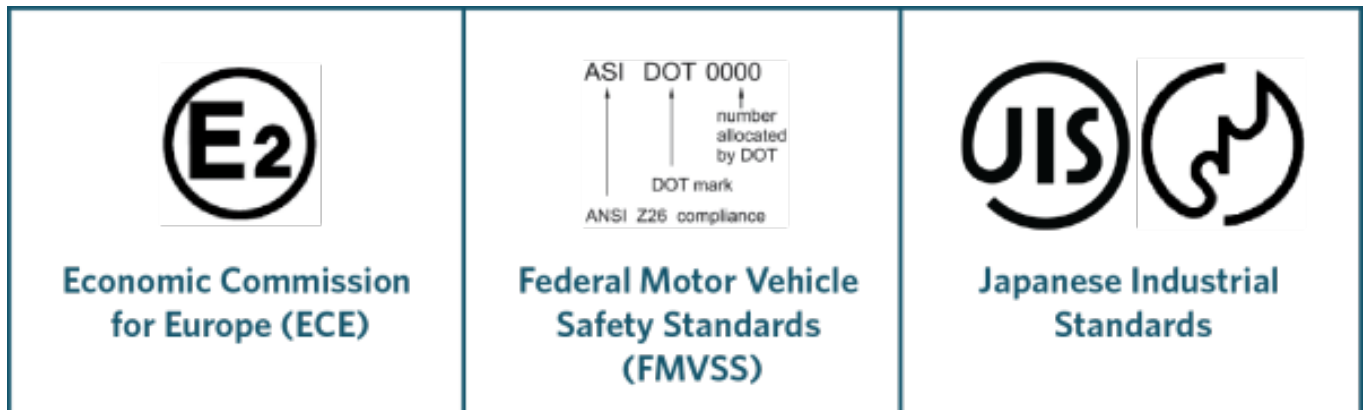 E2
Economic Commission
for Europe (ECE)
ASI DOT 0000
number
allocated
by DOT
DOT mark
ANSI Z26 compliance
Federal Motor Vehicle
Safety Standards
(FMVSS)
JIS
Japanese Industrial
Standards